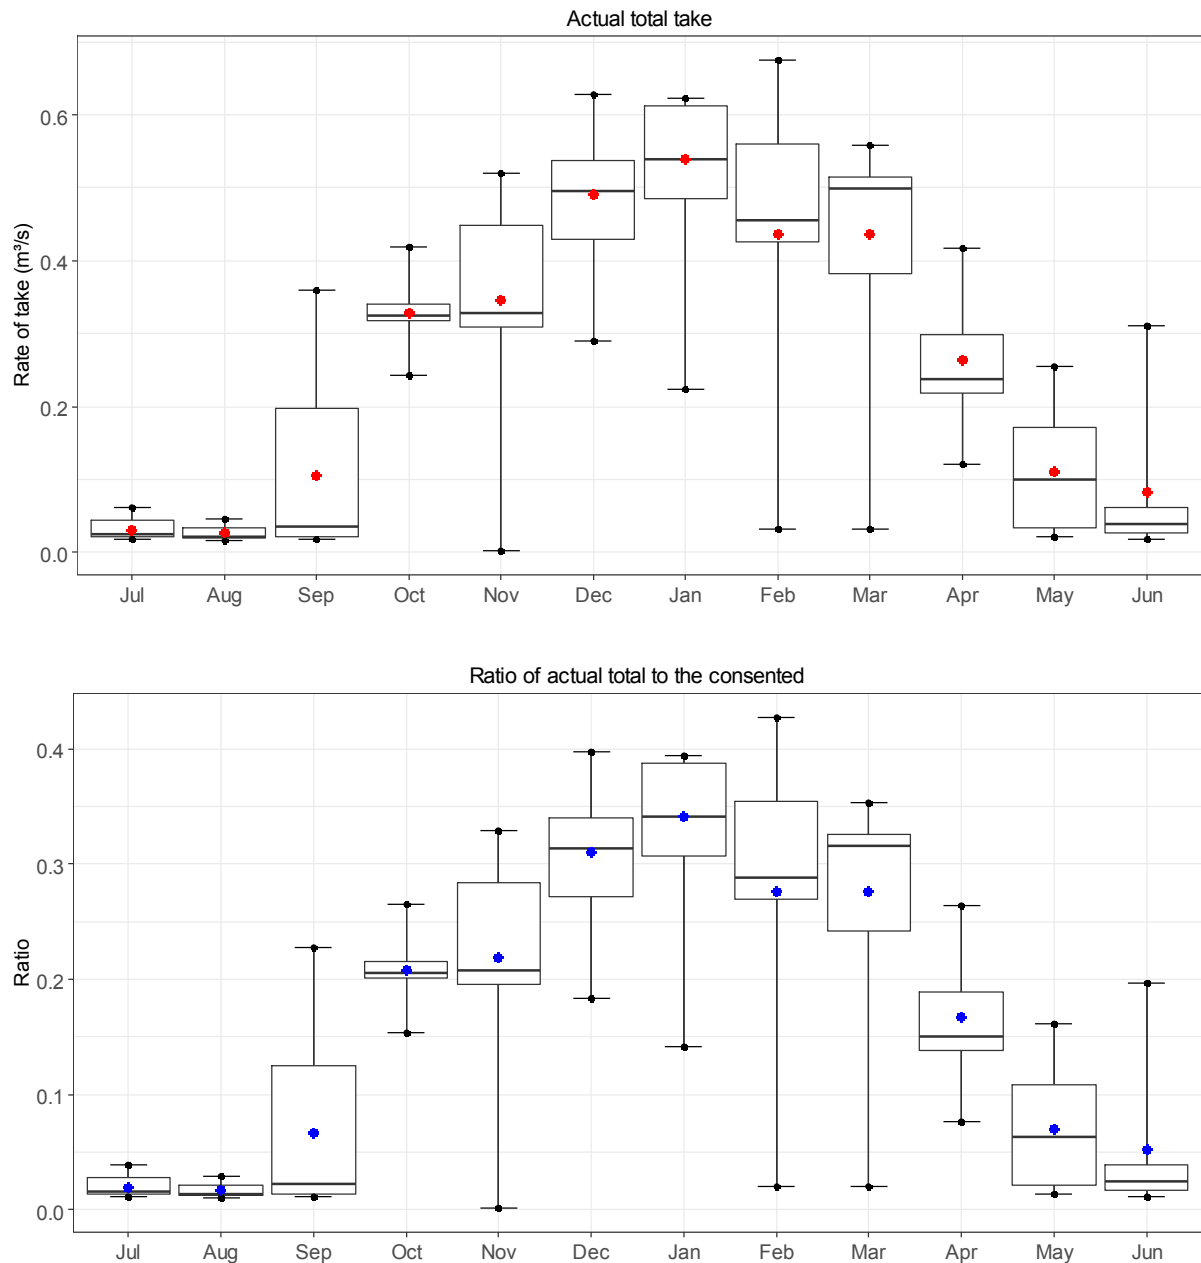 Actual total take
Rate of take (m³/s)
0.6
0.4
0.2
0.0
Jul Aug Sep Oct Nov Dec Jan Feb Mar Apr May Jun
Ratio of actual total to the consented
Ratio
0.4
0.3
0.2
0.1
0.0
Jul Aug Sep Oct Nov Dec Jan Feb Mar Apr May Jun